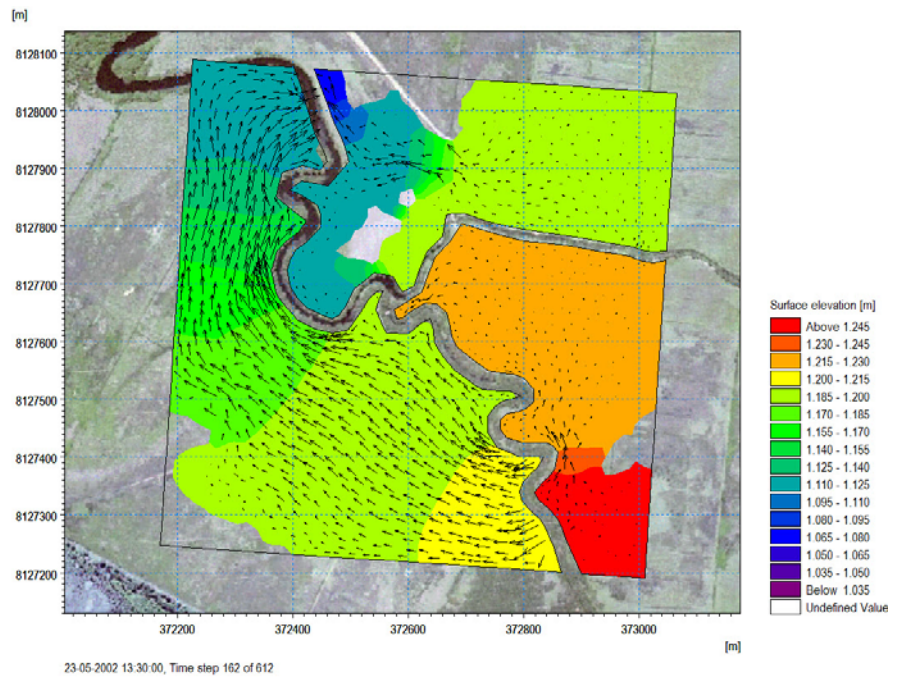 [m]
8128100
8128000
8127900
8127800
8127700
8127600
8127500
8127400
8127300
8127200
372200 372400 372600 372800 373000
[m]
23-05-2002 13:30:00, Time step 162 of 612
Surface elevation [m]
Above 1.245
1.230 - 1.245
1.215 - 1.230
1.200 - 1.215
1.185 - 1.200
1.170 - 1.185
1.155 - 1.170
1.140 - 1.155
1.125 - 1.140
1.110 - 1.125
1.095 - 1.110
1.080 - 1.095
1.065 - 1.080
1.050 - 1.065
1.035 - 1.050
Below 1.035
Undefined Value